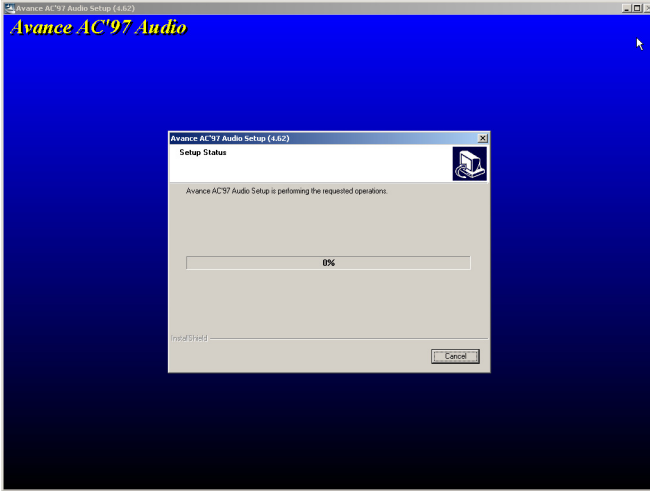 Avance AC'97 Audio Setup (4.62)
Avance AC'97 Audio
Avance AC'97 Audio Setup (4.62)
Setup Status
Avance AC'97 Audio Setup is performing the requested operations.
0%
InstallShield
Cancel